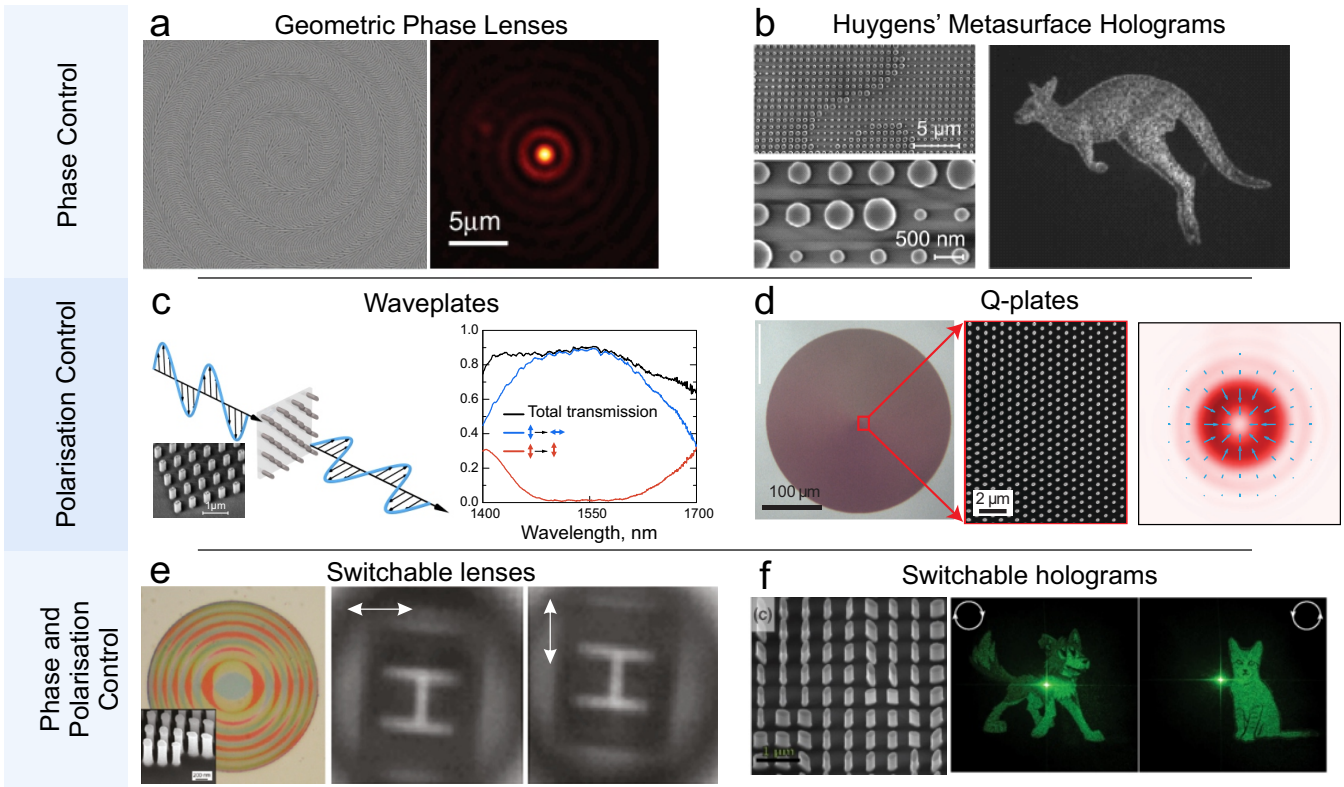 Phase Control
a
Geometric Phase Lenses
5µm
b
Huygens’ Metasurface Holograms
5 µm
500 nm
Polarisation Control
c
Waveplates
1µm
1.0
0.8
0.6
0.4
0.2
0.0
Total transmission
1400
1550
1700
Wavelength, nm
d
Q-plates
100 µm
2 µm
Phase and
Polarisation
Control
e
Switchable lenses
200 nm
f
Switchable holograms
(c)
1 µm